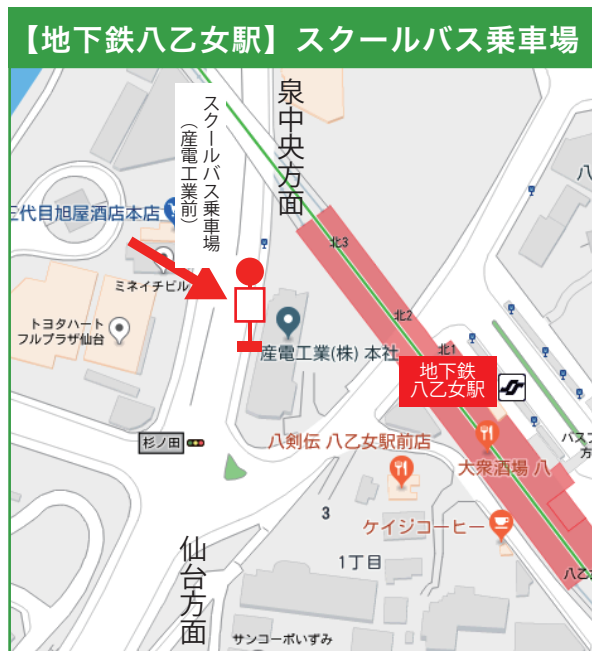 【地下鉄八乙女駅】スクールバス乗車場
泉中央方面
スクールバス乗車場
（産電工業前）
三代目旭屋酒店本店
北3
ミネイチビル
北2
トヨタハート
フルプラザ仙台
産電工業(株) 本社
北1
地下鉄
八乙女駅
杉ノ田
八剣伝 八乙女駅前店
大衆酒場 八
バスプ
方
3
ケイジコーヒー
1丁目
仙台方面
八乙
サンコーポいずみ
八